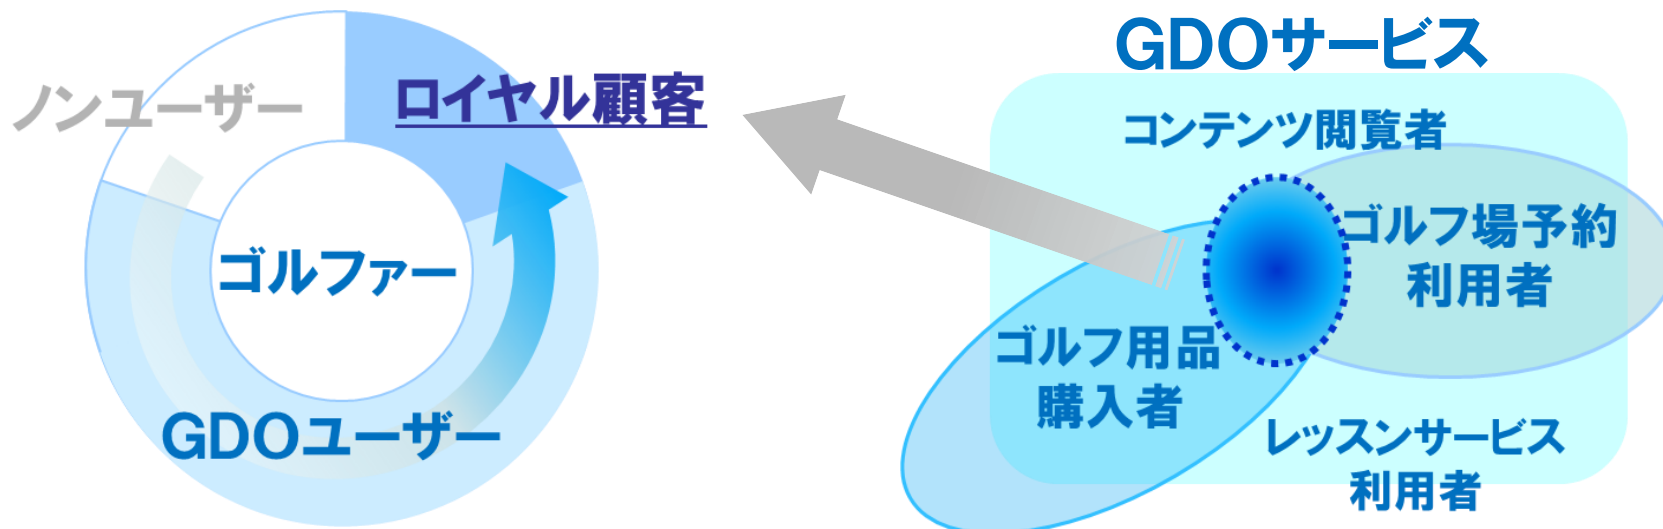 ノンユーザー
ロイヤル顧客
ゴルファー
GDOユーザー
GDOサービス
コンテンツ閲覧者
ゴルフ場予約
利用者
ゴルフ用品
購入者
レッスンサービス
利用者